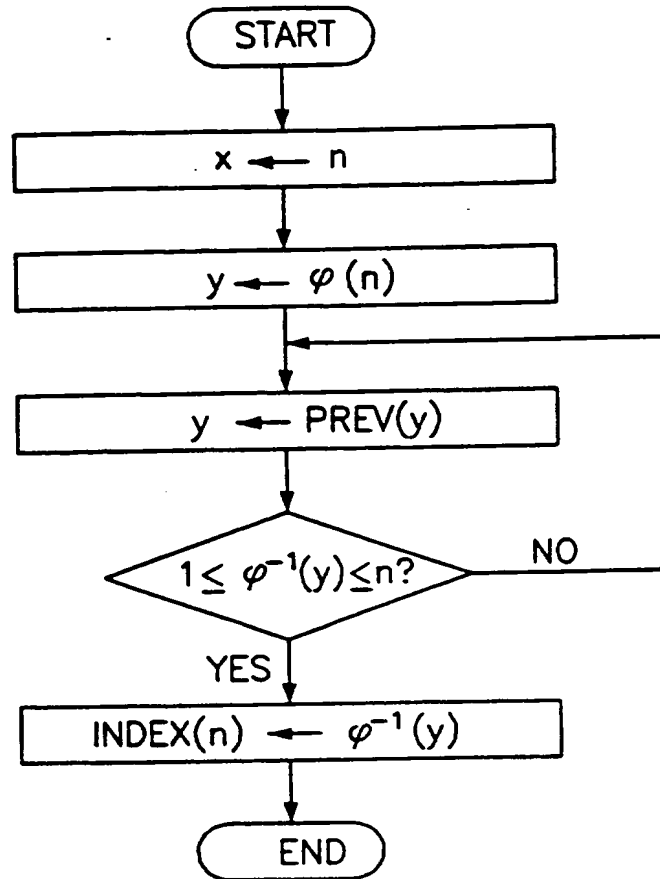 START
x ← n
y ← φ(n)
y ← PREV(y)
1 ≤ φ⁻¹(y) ≤ n?
NO
YES
INDEX(n) ← φ⁻¹(y)
END